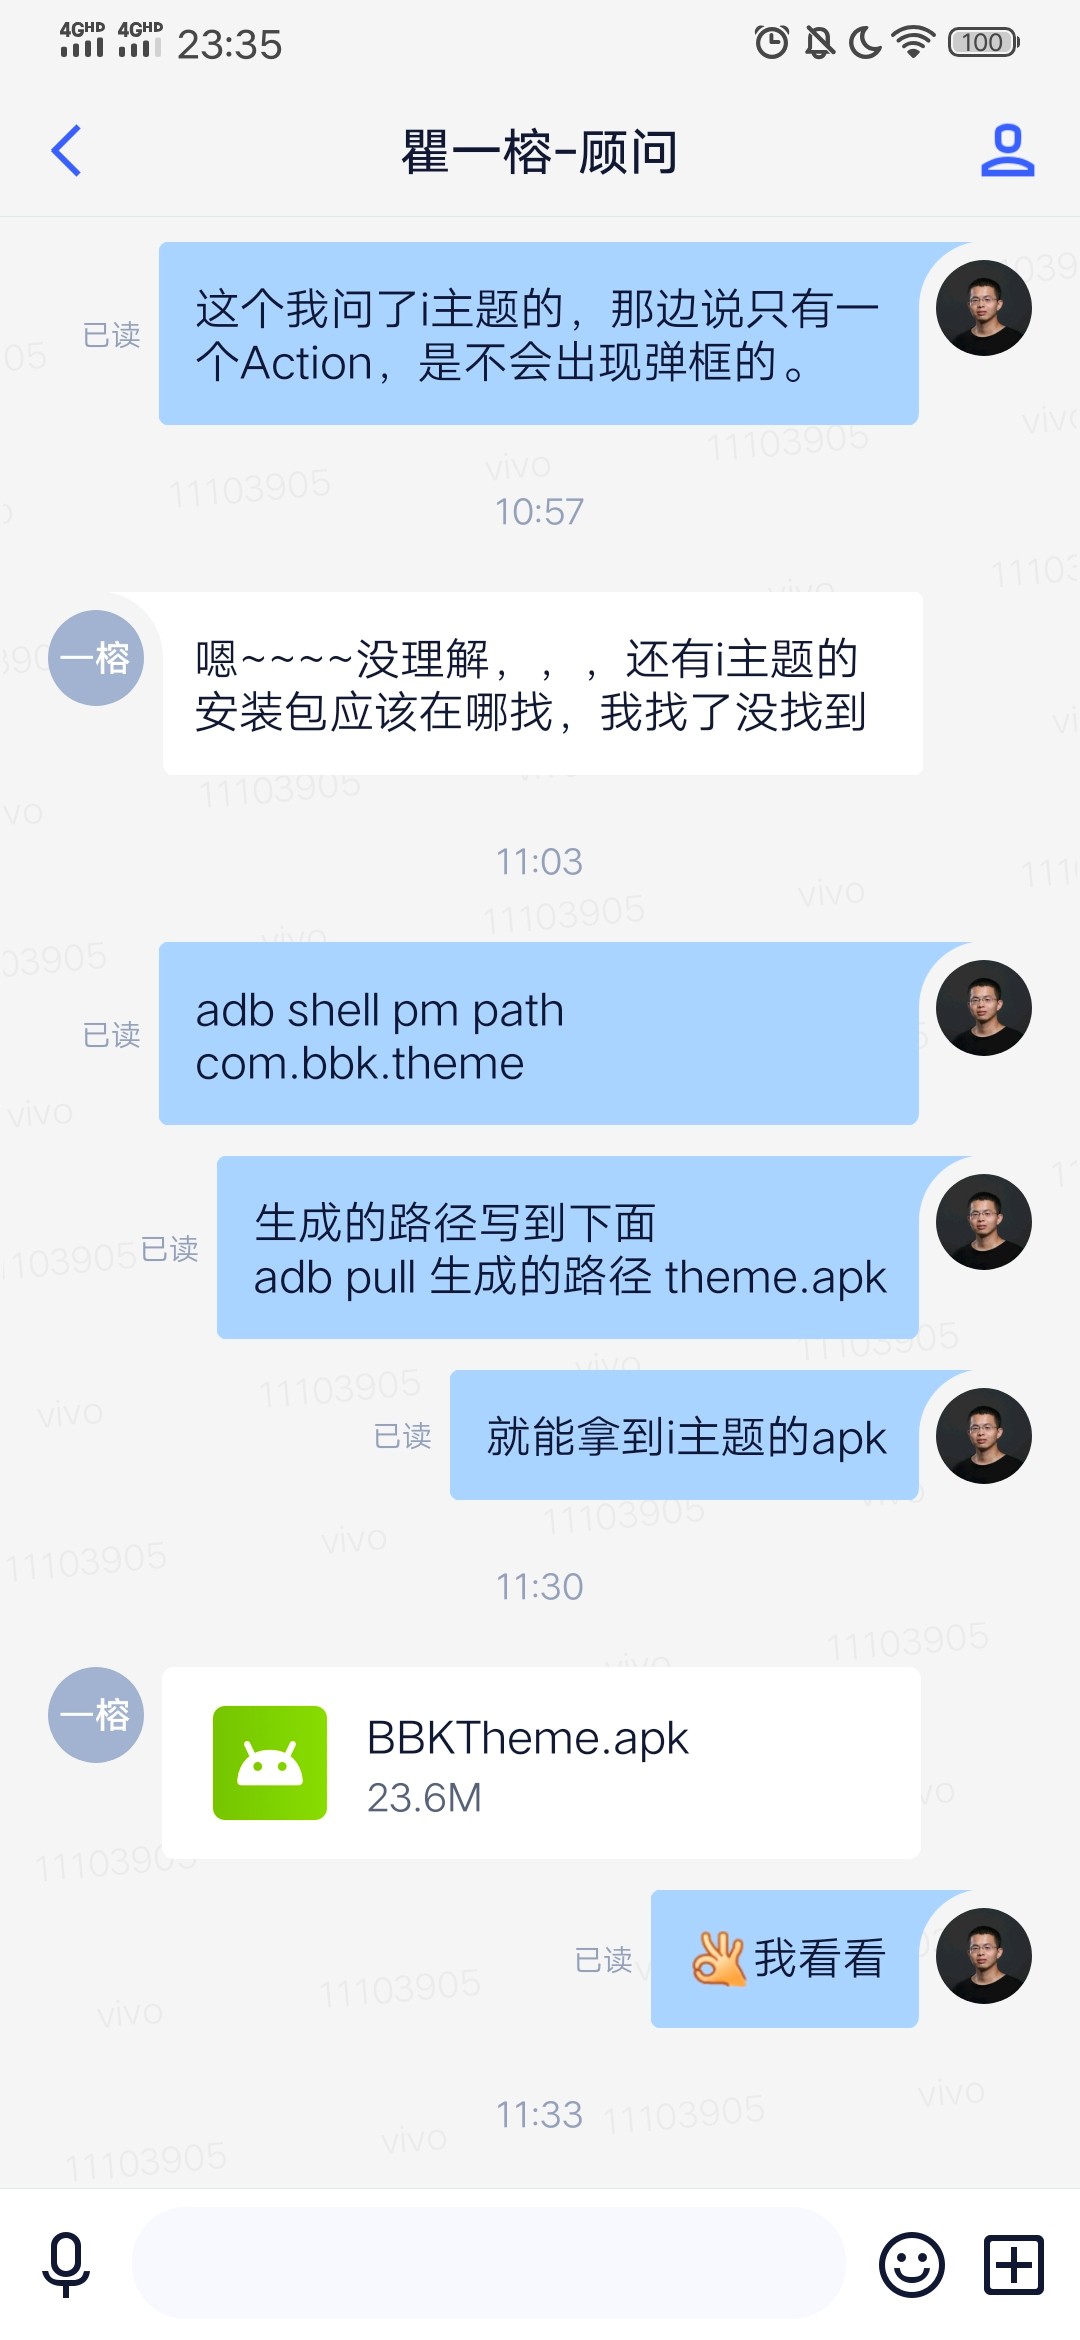 4GHD 4GHD 23:35 100
瞿一榕-顾问
这个我问了i主题的，那边说只有一
个Action，是不会出现弹框的。
已读
10:57
一榕
嗯~~~~没理解，，，还有i主题的
安装包应该在哪找，我找了没找到
11:03
adb shell pm path
com.bbk.theme
已读
生成的路径写到下面
adb pull 生成的路径 theme.apk
已读
就能拿到i主题的apk
已读
11:30
一榕
BBKTheme.apk
23.6M
👌我看看
已读
11:33
vivo
11103905